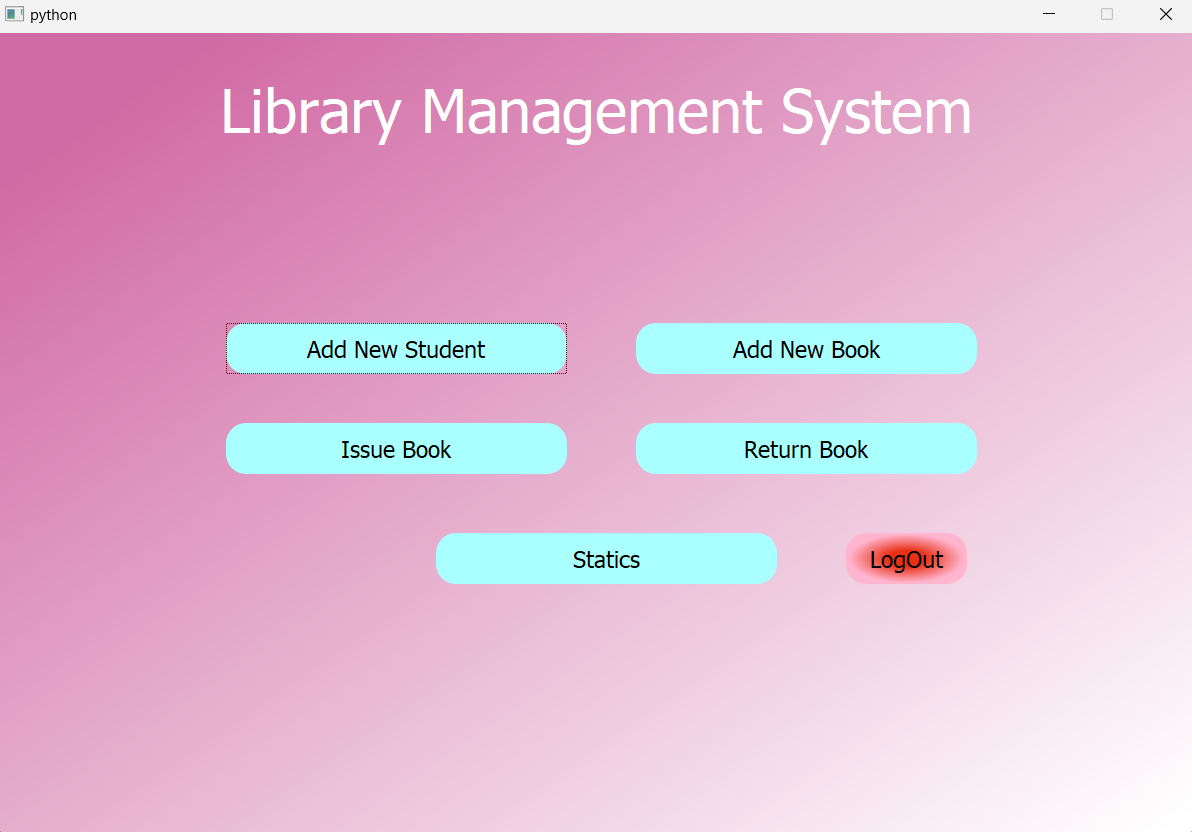 python
Library Management System
Add New Student
Add New Book
Issue Book
Return Book
Statics
LogOut